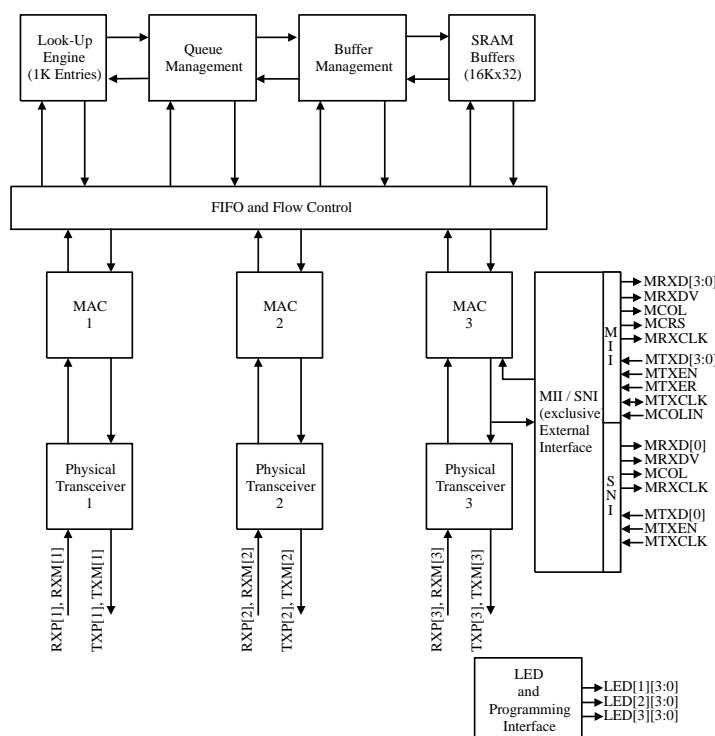 Look-Up
Engine
(1K Entries)
Queue
Management
Buffer
Management
SRAM
Buffers
(16Kx32)
FIFO and Flow Control
MAC
1
MAC
2
MAC
3
MII / SNI
(exclusive)
External
Interface
MII
SNI
MRXD[3:0]
MRXDV
MCOL
MCRS
MRXCLK
MTXD[3:0]
MTXEN
MTXER
MTXCLK
MCOLIN
MRXD[0]
MRXDV
MCOL
MRXCLK
MTXD[0]
MTXEN
MTXCLK
Physical
Transceiver
1
Physical
Transceiver
2
Physical
Transceiver
3
RXP[1], RXM[1]
TXP[1], TXM[1]
RXP[2], RXM[2]
TXP[2], TXM[2]
RXP[3], RXM[3]
TXP[3], TXM[3]
LED
and
Programming
Interface
LED[1][3:0]
LED[2][3:0]
LED[3][3:0]